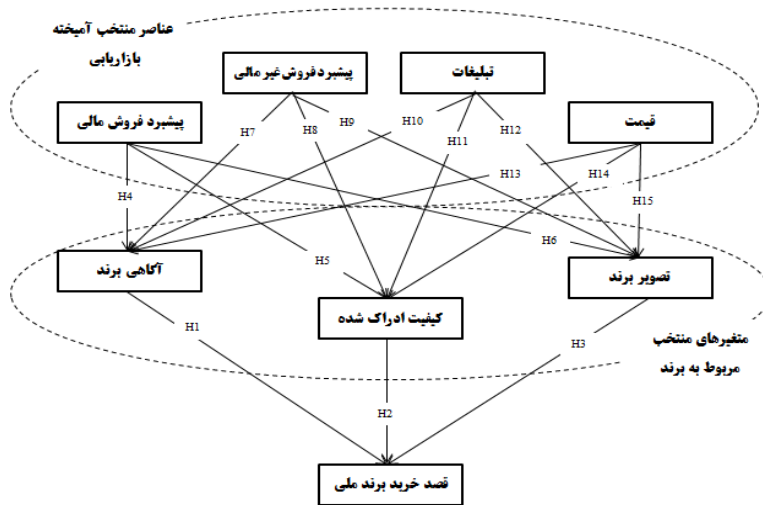 عناصر منتخب آمیخته
بازاریابی
پیشبرد فروش غیر مالی
تبلیغات
پیشبرد فروش مالی
قیمت
H7
H8
H9
H10
H12
H11
H13
H14
H4
H15
H6
H5
آگاهی برند
تصویر برند
کیفیت ادراک شده
H1
H3
متغیرهای منتخب
مربوط به برند
H2
قصد خرید برند ملی